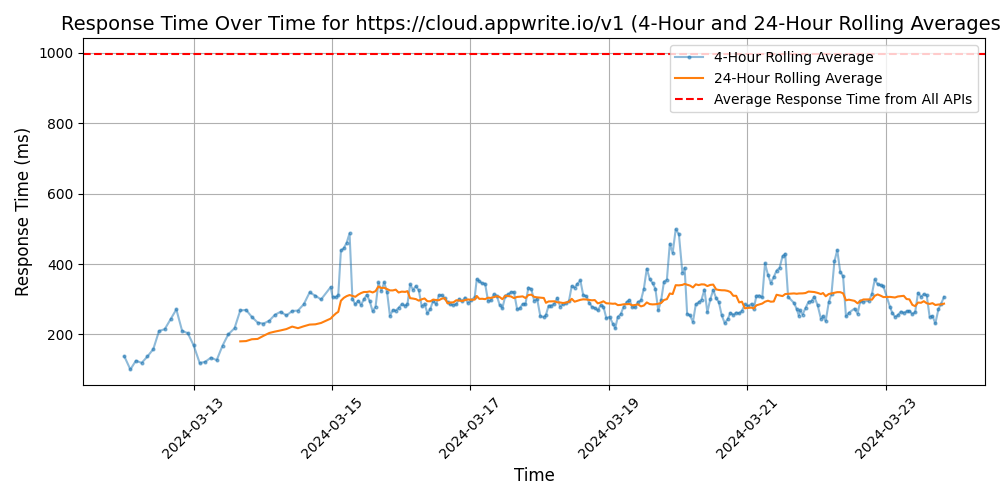 Response Time Over Time for https://cloud.appwrite.io/v1 (4-Hour and 24-Hour Rolling Averages
4-Hour Rolling Average
24-Hour Rolling Average
Average Response Time from All APIs
Response Time (ms)
1000
800
600
400
200
2024-03-13
2024-03-15
2024-03-17
2024-03-19
2024-03-21
2024-03-23
Time